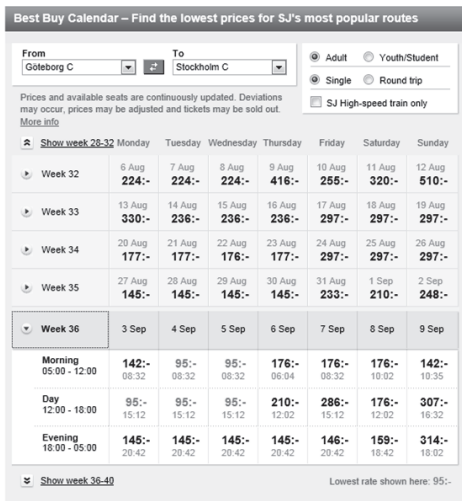 Best Buy Calendar – Find the lowest prices for SJ's most popular routes
From To
Göteborg C Stockholm C
Adult Youth/Student
Single Round trip
SJ High-speed train only
Prices and available seats are continuously updated. Deviations
may occur, prices may be adjusted and tickets may be sold out.
More info
Show week 28-32 Monday Tuesday Wednesday Thursday Friday Saturday Sunday
6 Aug 7 Aug 8 Aug 9 Aug 10 Aug 11 Aug 12 Aug
Week 32 224:- 224:- 224:- 416:- 255:- 320:- 510:-
13 Aug 14 Aug 15 Aug 16 Aug 17 Aug 18 Aug 19 Aug
Week 33 330:- 236:- 236:- 236:- 297:- 297:- 297:-
20 Aug 21 Aug 22 Aug 23 Aug 24 Aug 25 Aug 26 Aug
Week 34 177:- 177:- 176:- 177:- 297:- 297:- 297:-
27 Aug 28 Aug 29 Aug 30 Aug 31 Aug 1 Sep 2 Sep
Week 35 145:- 145:- 145:- 145:- 233:- 210:- 248:-
Week 36 3 Sep 4 Sep 5 Sep 6 Sep 7 Sep 8 Sep 9 Sep
Morning 142:- 95:- 95:- 176:- 176:- 176:- 142:-
05:00 - 12:00 08:32 08:32 08:32 06:04 08:32 10:02 10:35
Day 95:- 95:- 95:- 210:- 286:- 176:- 307:-
12:00 - 18:00 15:12 15:12 15:12 12:02 15:12 12:02 16:32
Evening 145:- 145:- 145:- 145:- 146:- 159:- 314:-
18:00 - 05:00 20:42 20:42 20:42 20:42 20:42 18:42 18:02
Show week 36-40 Lowest rate shown here: 95:-